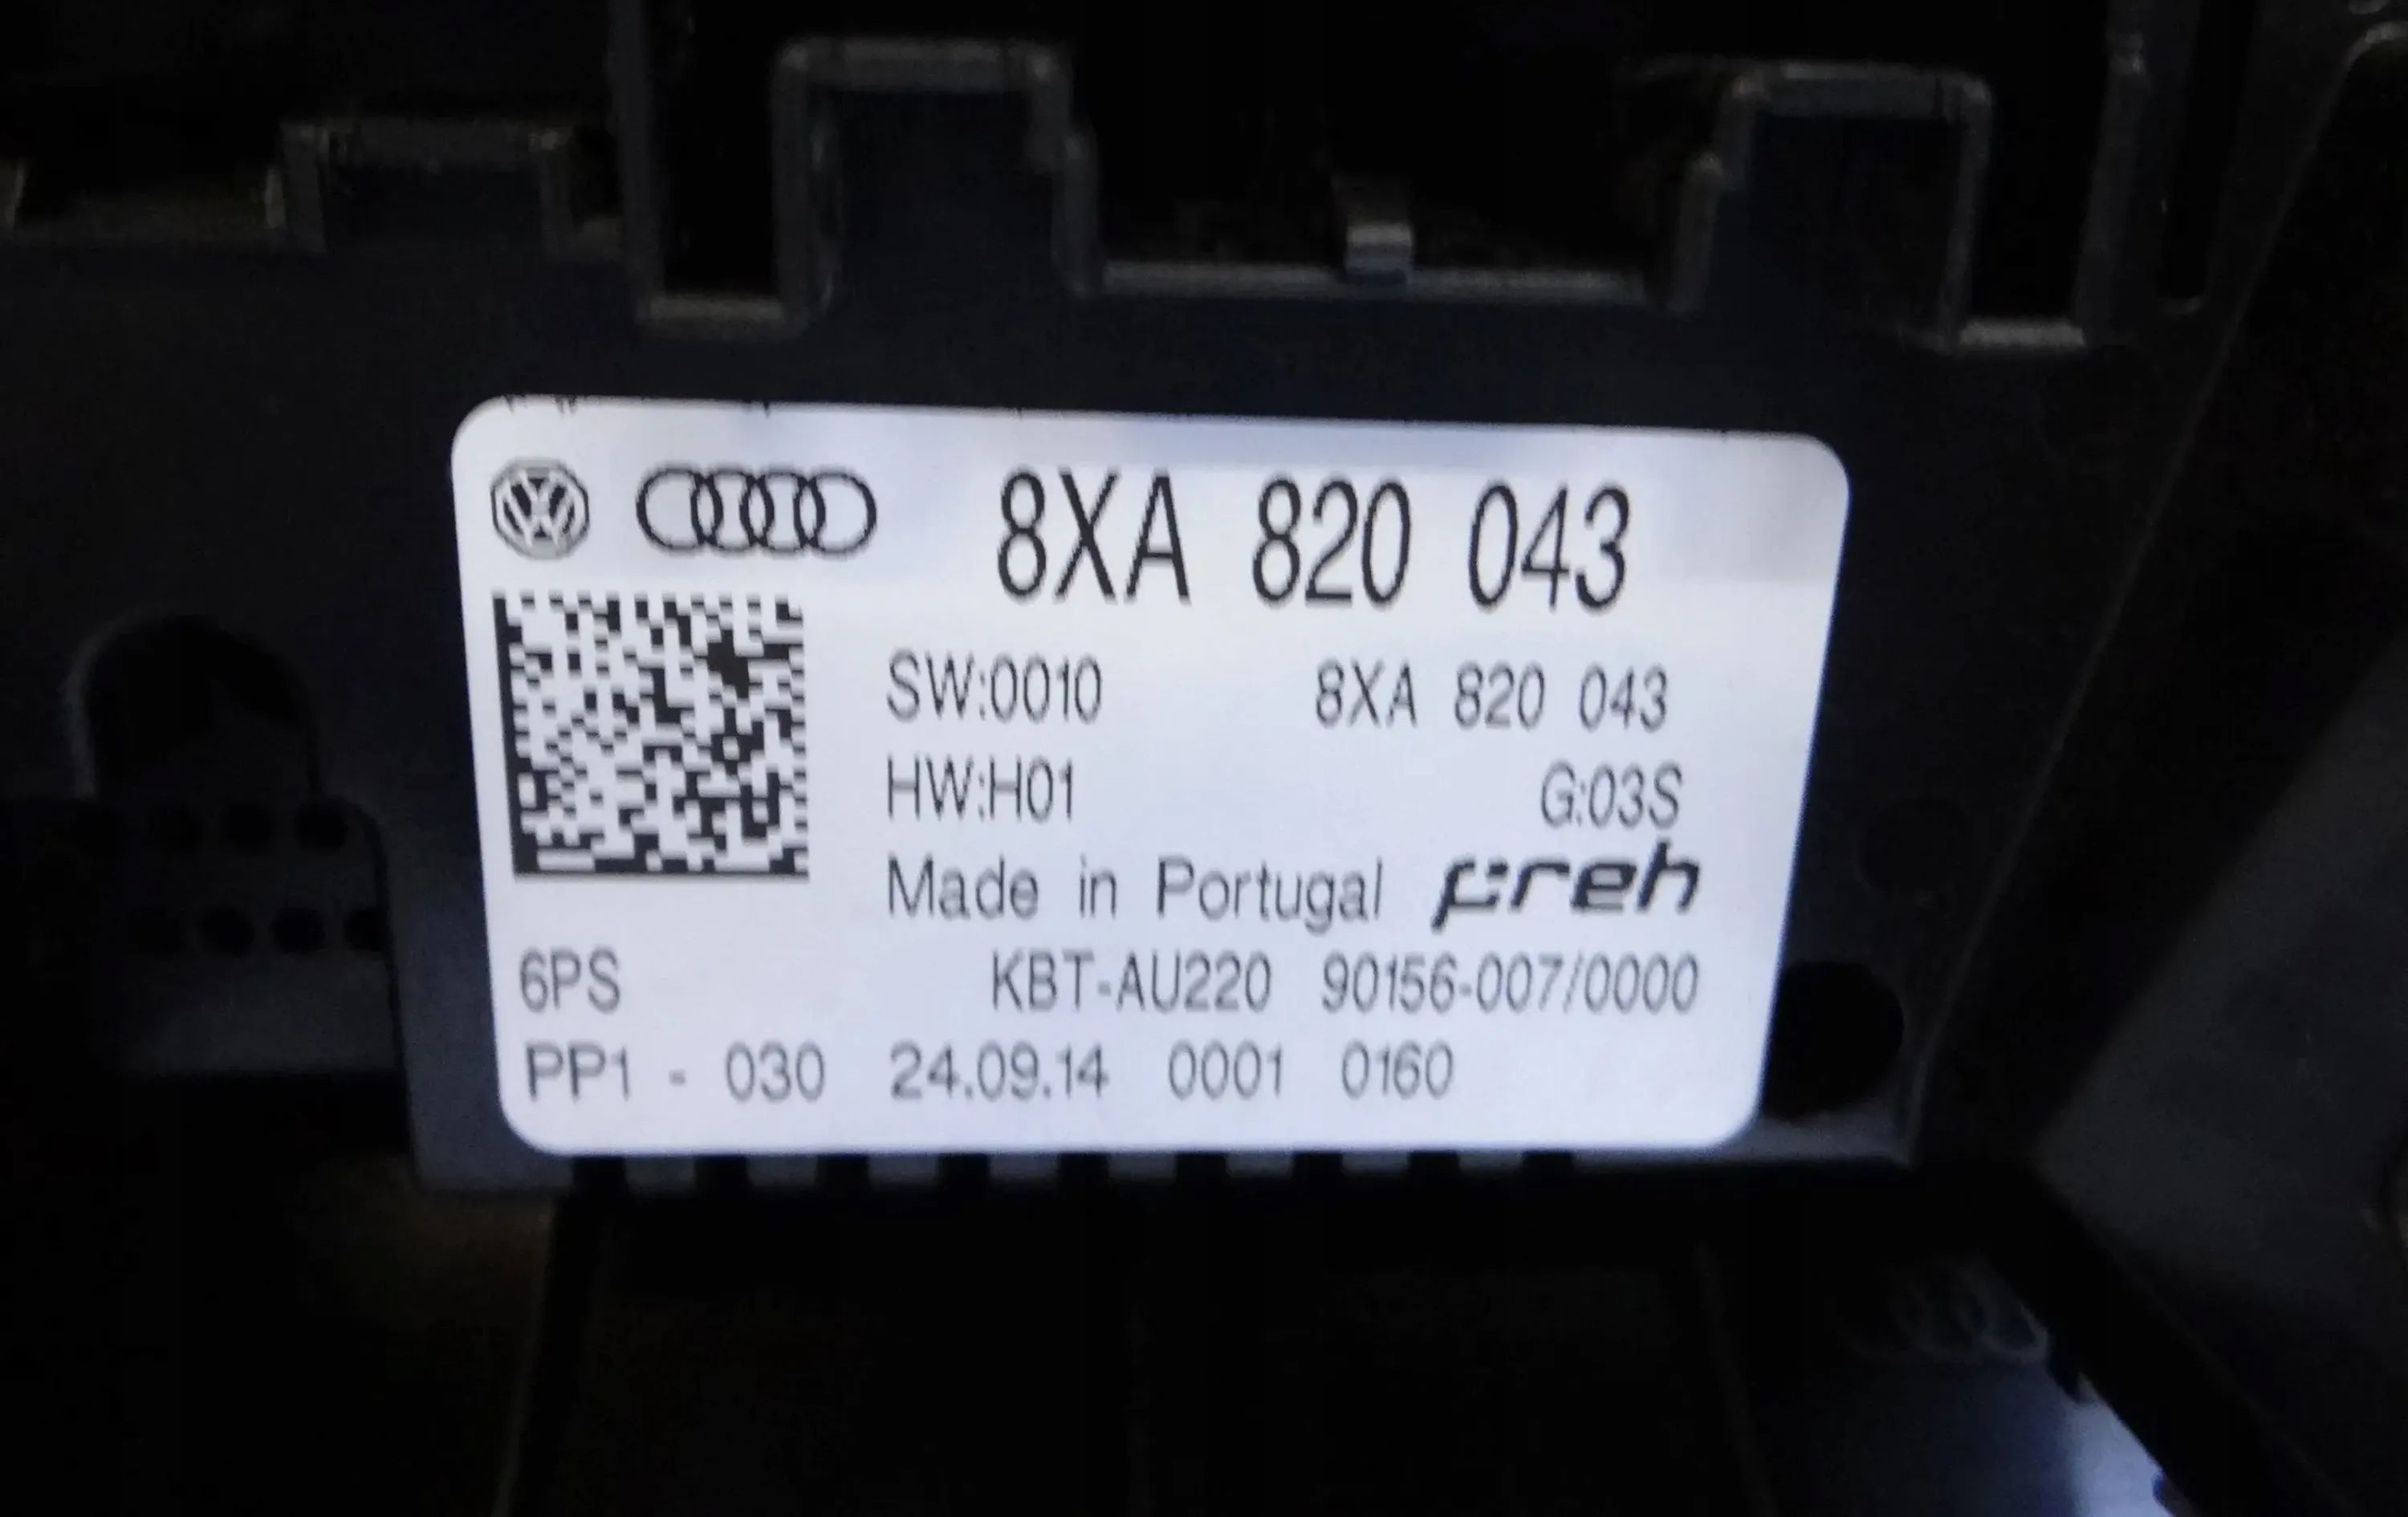 8XA 820 043
SW:0010 8XA 820 043
HW:H01 G:03S
Made in Portugal preh
6PS KBT-AU220 90156-007/0000
PP1 - 030 24.09.14 0001 0160